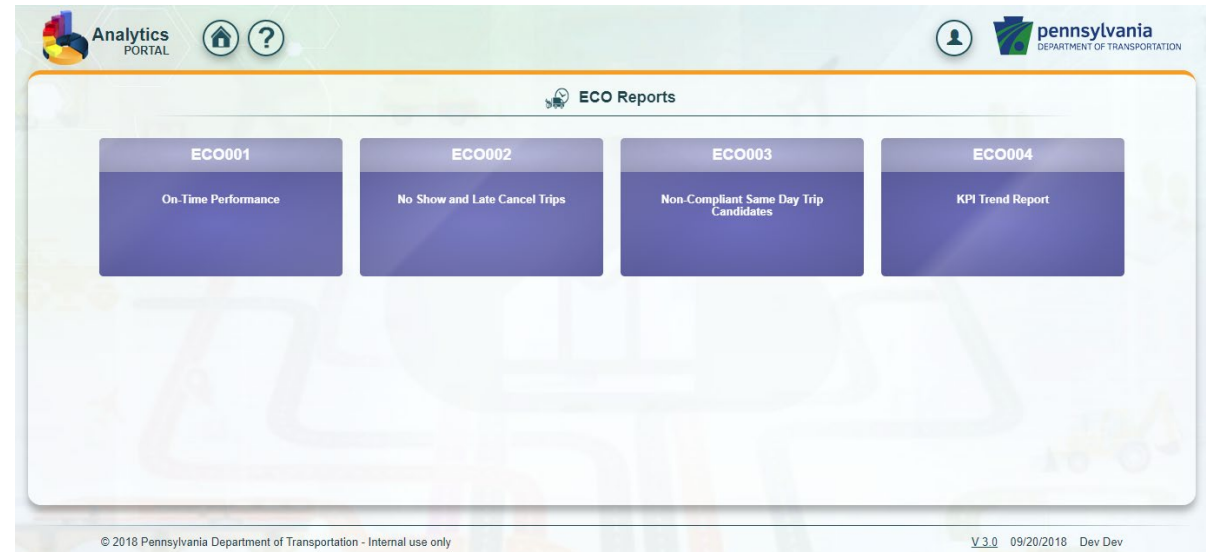 Analytics
PORTAL
?
pennsylvania
DEPARTMENT OF TRANSPORTATION
ECO Reports
ECO001
On-Time Performance
ECO002
No Show and Late Cancel Trips
ECO003
Non-Compliant Same Day Trip
Candidates
ECO004
KPI Trend Report
© 2018 Pennsylvania Department of Transportation - Internal use only
V 3.0 09/20/2018 Dev Dev